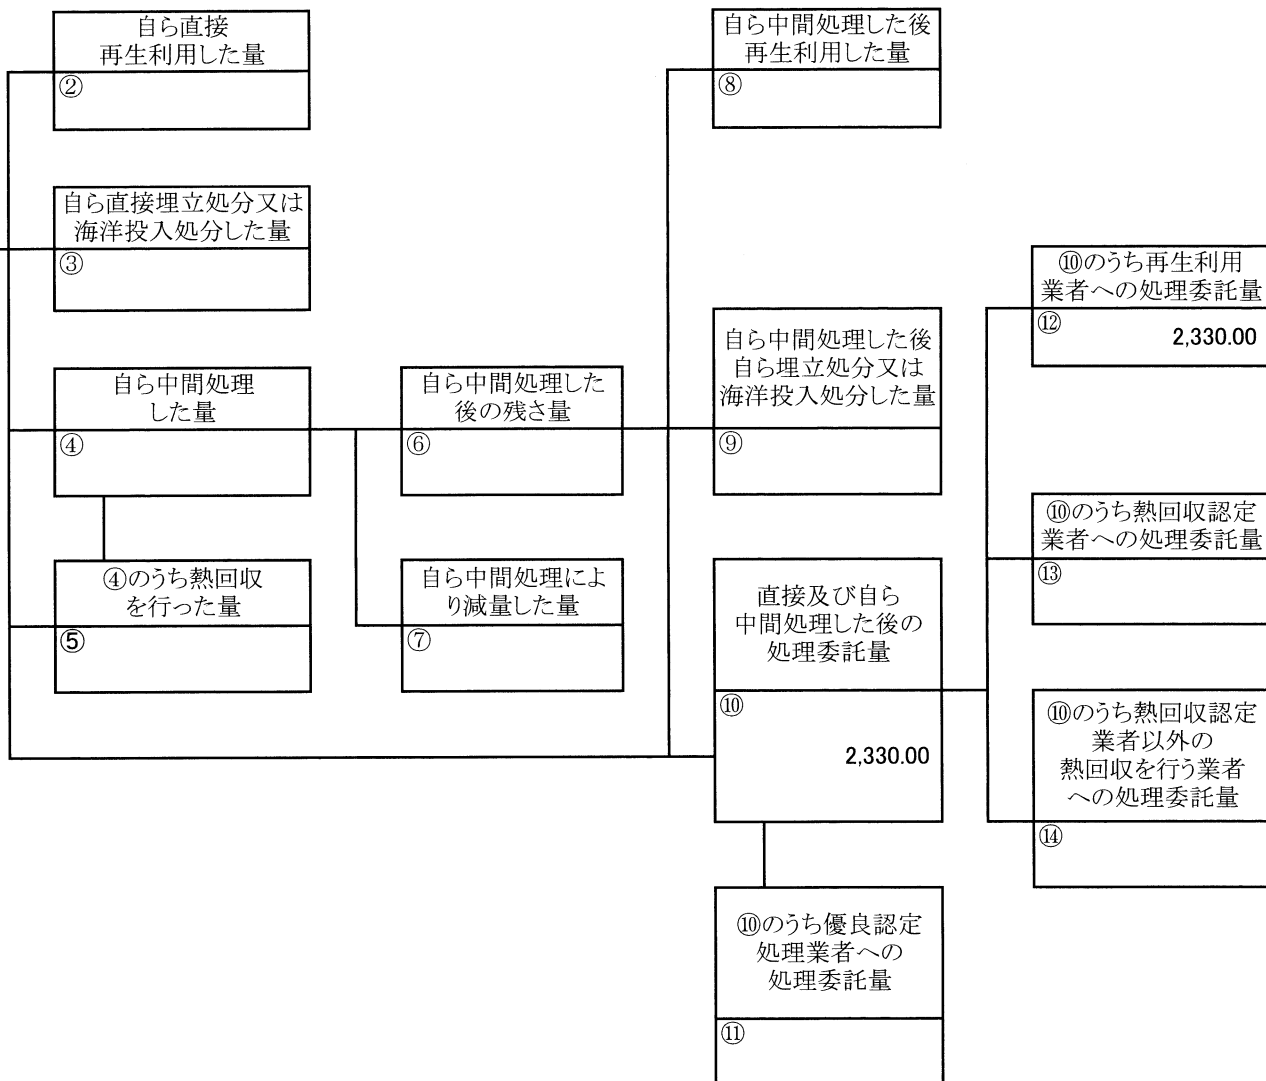 自ら直接
再生利用した量
②
自ら直接埋立処分又は
海洋投入処分した量
③
自ら中間処理
した量
④
④のうち熱回収
を行った量
⑤
自ら中間処理した
後の残さ量
⑥
自ら中間処理によ
り減量した量
⑦
自ら中間処理した後
再生利用した量
⑧
自ら中間処理した後
自ら埋立処分又は
海洋投入処分した量
⑨
直接及び自ら
中間処理した後の
処理委託量
⑩
2,330.00
⑩のうち優良認定
処理業者への
処理委託量
⑪
⑩のうち再生利用
業者への処理委託量
⑫
2,330.00
⑩のうち熱回収認定
業者への処理委託量
⑬
⑩のうち熱回収認定
業者以外の
熱回収を行う業者
への処理委託量
⑭